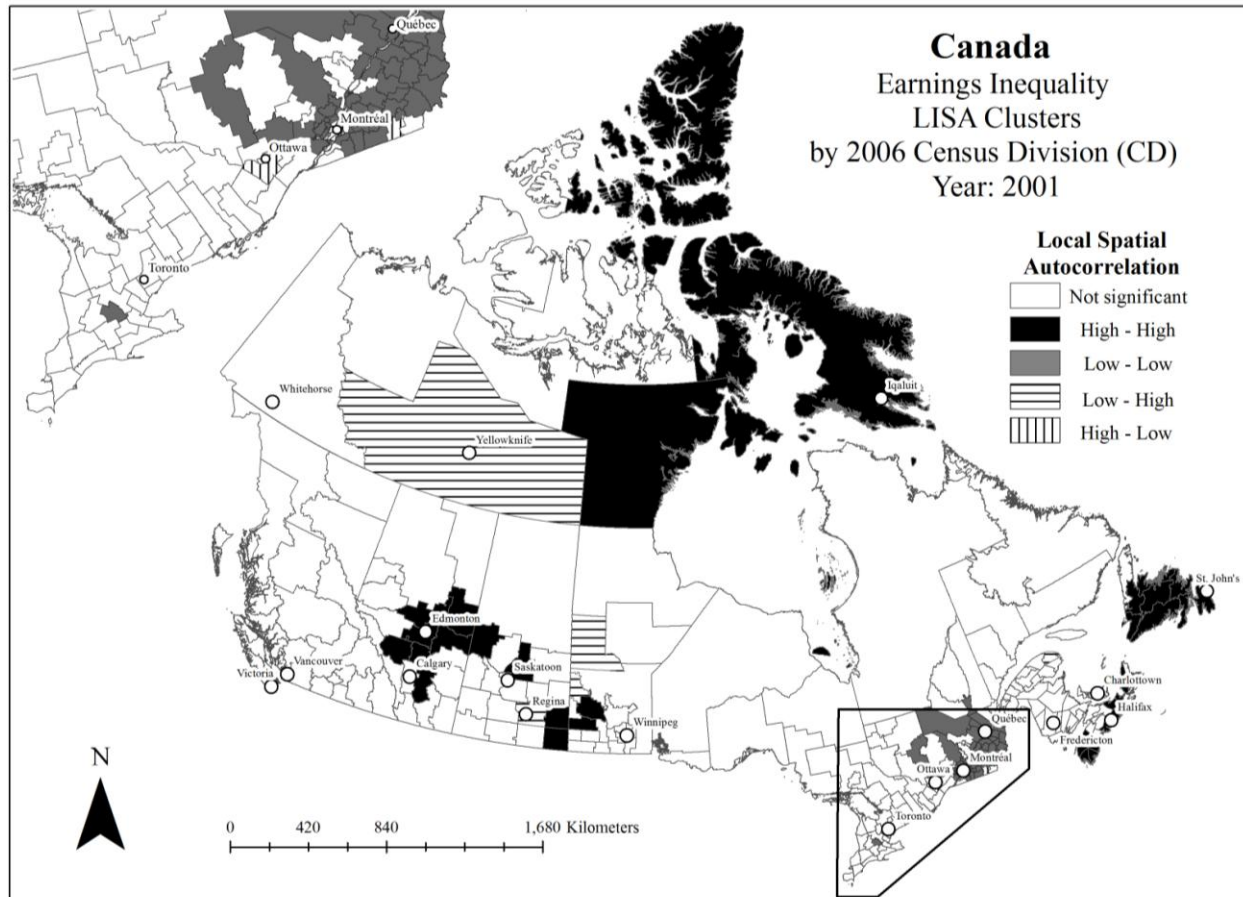 Canada
Earnings Inequality
LISA Clusters
by 2006 Census Division (CD)
Year: 2001
Local Spatial
Autocorrelation
Not significant
High - High
Low - Low
Low - High
High - Low
Québec
Montréal
Ottawa
Toronto
Whitehorse
Yellowknife
Iqaluit
St. John's
Edmonton
Calgary
Saskatoon
Vancouver
Victoria
Regina
Winnipeg
Charlottown
Halifax
Fredericton
Québec
Montréal
Ottawa
Toronto
N
0 420 840 1,680 Kilometers